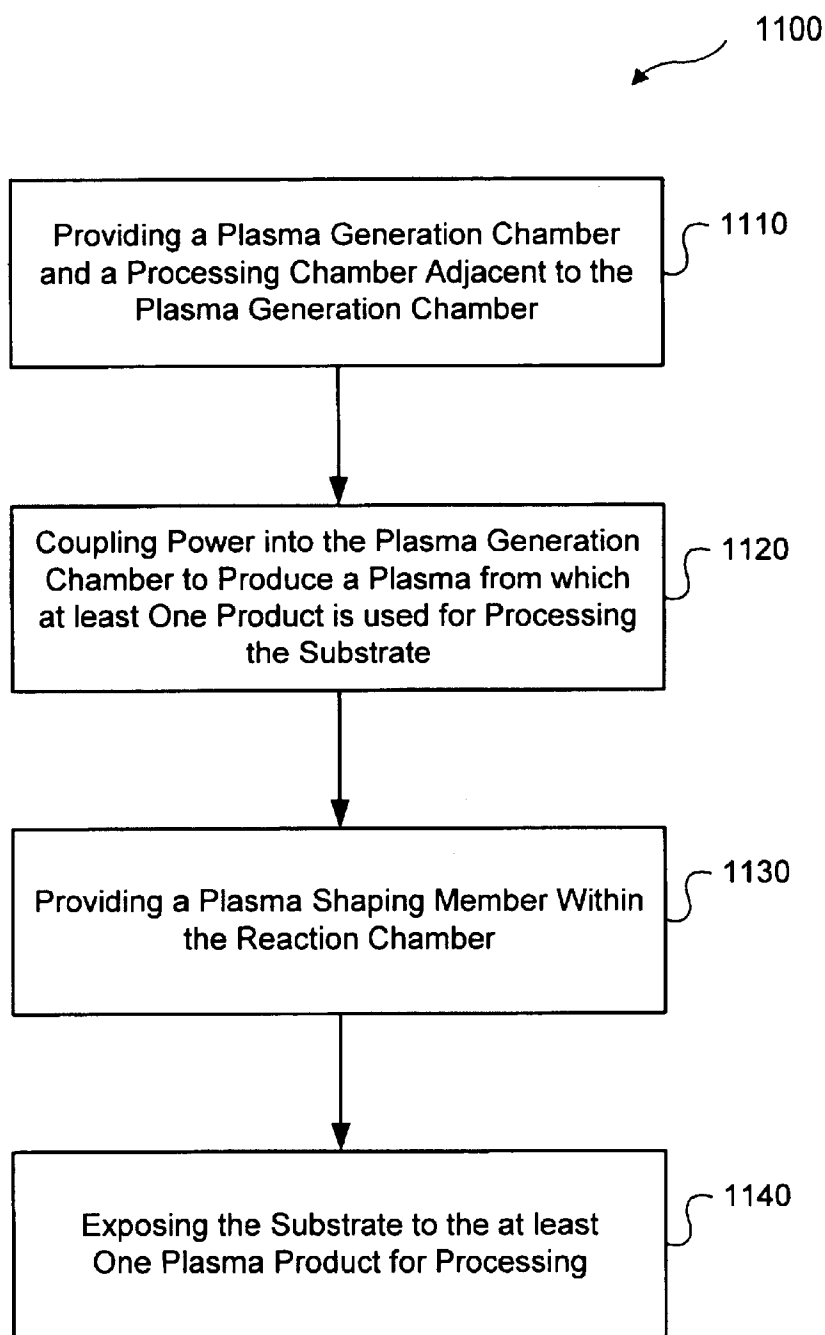 1100
Providing a Plasma Generation Chamber
and a Processing Chamber Adjacent to the
Plasma Generation Chamber
1110
Coupling Power into the Plasma Generation
Chamber to Produce a Plasma from which
at least One Product is used for Processing
the Substrate
1120
Providing a Plasma Shaping Member Within
the Reaction Chamber
1130
Exposing the Substrate to the at least
One Plasma Product for Processing
1140